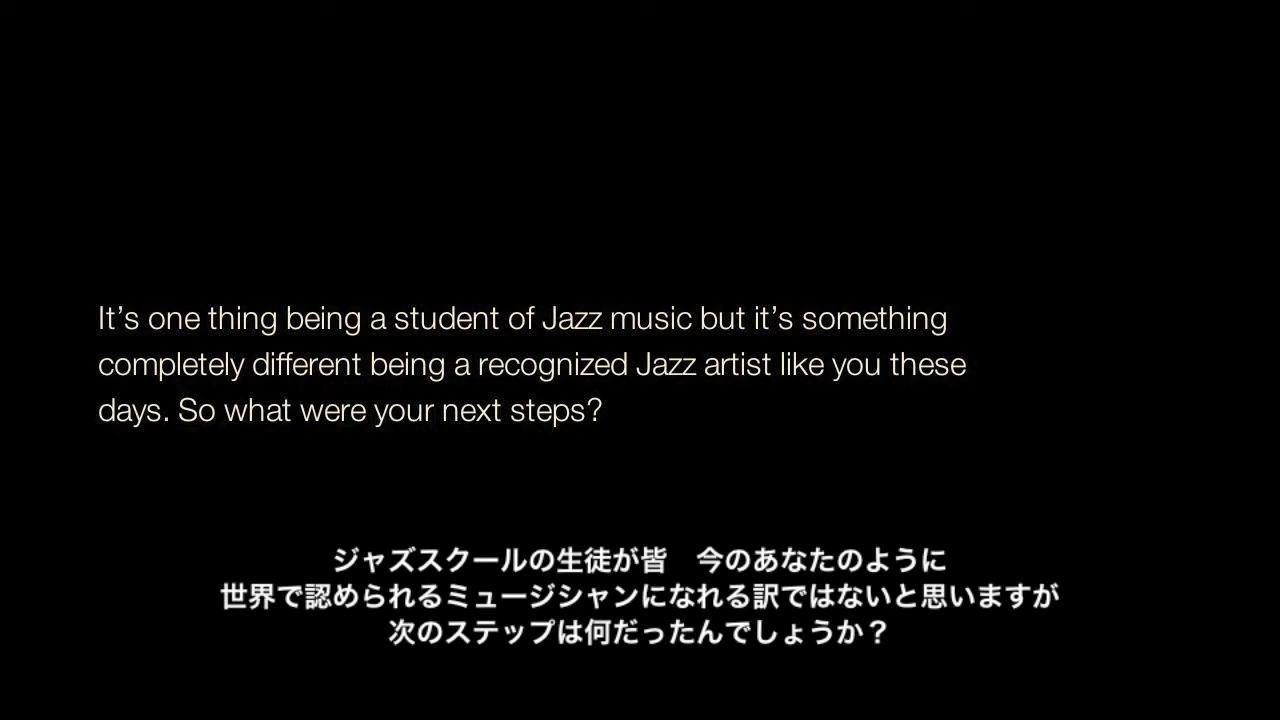 It’s one thing being a student of Jazz music but it’s something
completely different being a recognized Jazz artist like you these
days. So what were your next steps?
ジャズスクールの生徒が皆　今のあなたのように
世界で認められるミュージシャンになれる訳ではないと思いますが
次のステップは何だったんでしょうか？